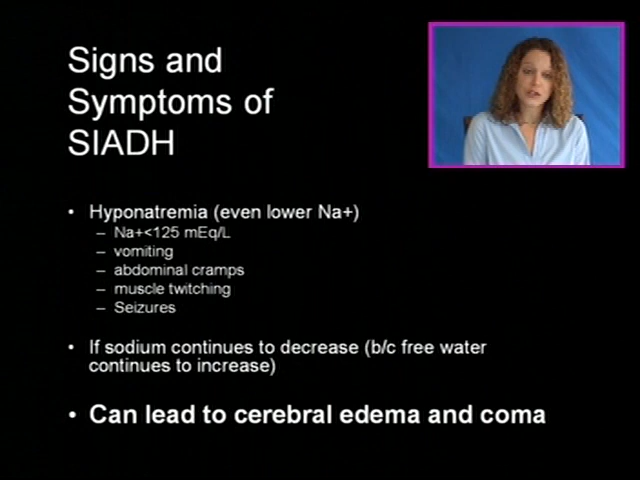 Signs and
Symptoms of
SIADH
• Hyponatremia (even lower Na+)
– Na+<125 mEq/L
– vomiting
– abdominal cramps
– muscle twitching
– Seizures
• If sodium continues to decrease (b/c free water
continues to increase)
• Can lead to cerebral edema and coma